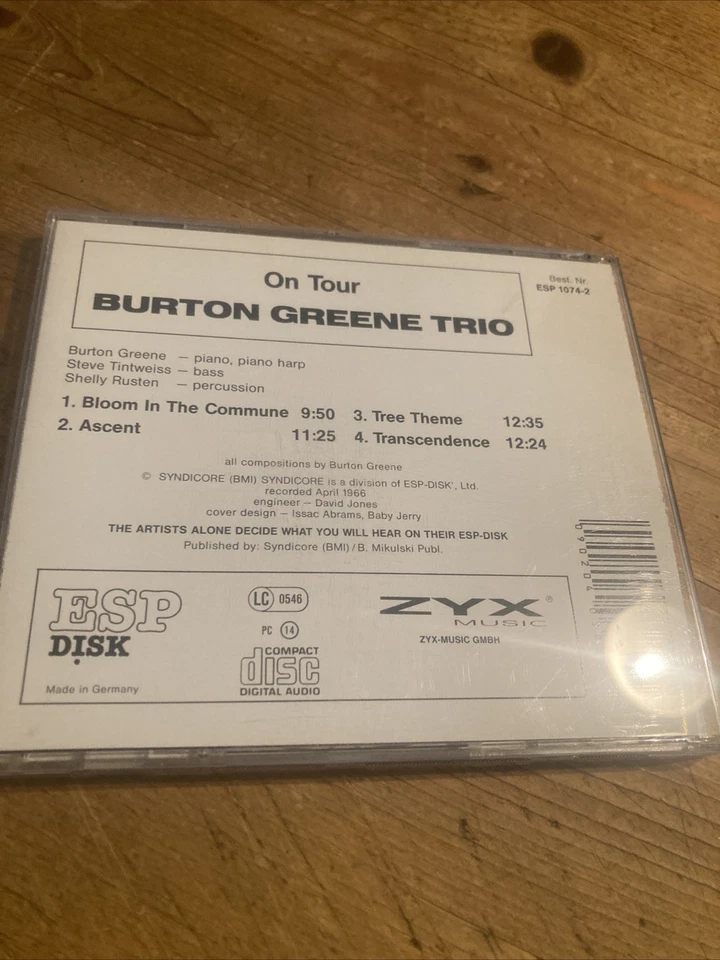 On Tour
BURTON GREENE TRIO
Best. Nr.
ESP 1074-2
Burton Greene – piano, piano harp
Steve Tintweiss – bass
Shelly Rusten – percussion
1. Bloom In The Commune 9:50
2. Ascent 11:25
3. Tree Theme 12:35
4. Transcendence 12:24
all compositions by Burton Greene
© SYNDICORE (BMI) SYNDICORE is a division of ESP-DISK', Ltd.
recorded April 1966
engineer – David Jones
cover design – Issac Abrams, Baby Jerry
THE ARTISTS ALONE DECIDE WHAT YOU WILL HEAR ON THEIR ESP-DISK
Published by: Syndicore (BMI) / B. Mikulski Publ.
ESP
DISK
Made in Germany
LC 0546
PC 14
COMPACT
disc
DIGITAL AUDIO
ZYX®
MUSIC
ZYX-MUSIC GMBH